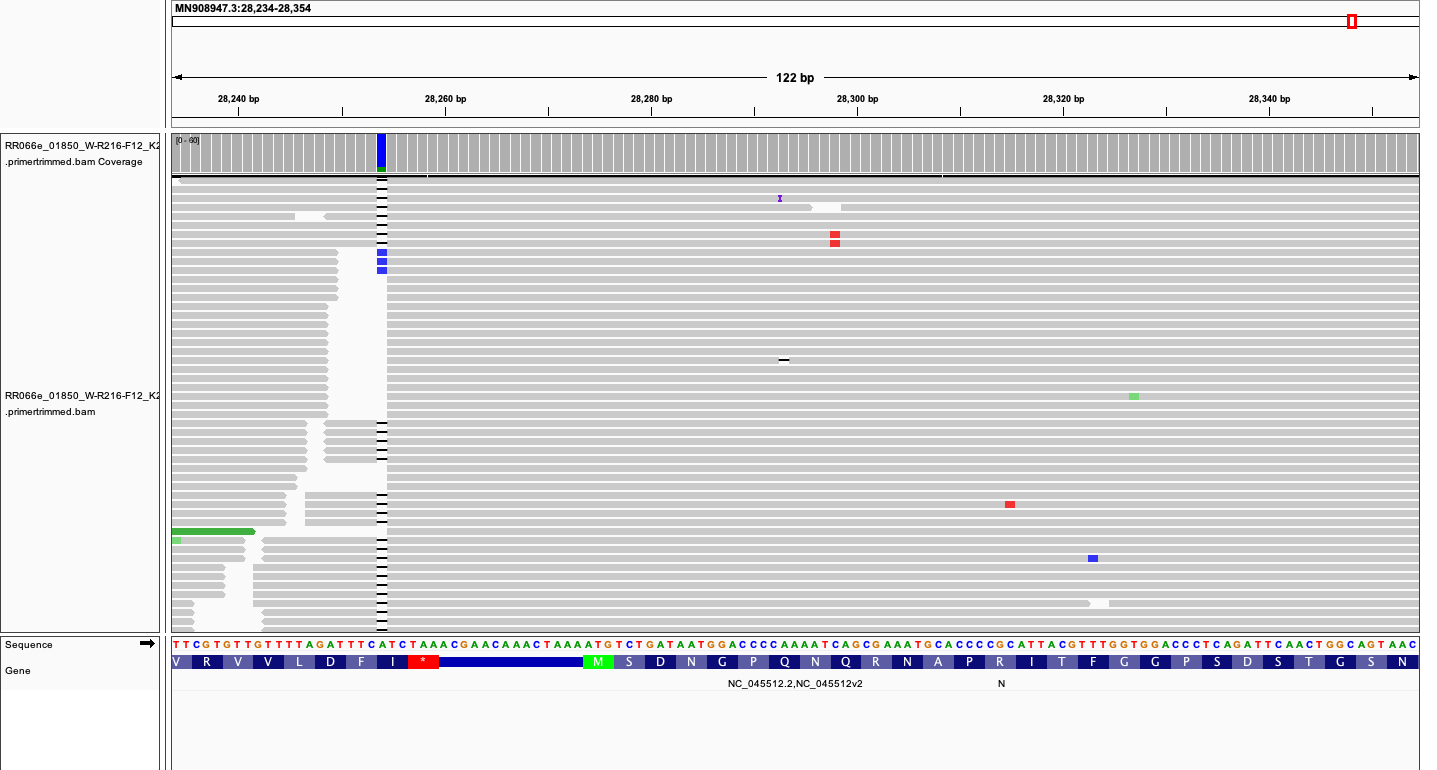 MN908947.3:28,234-28,354
122 bp
28,240 bp 28,260 bp 28,280 bp 28,300 bp 28,320 bp 28,340 bp
RR066e_01850_W-R216-F12_K2
.primertrimmed.bam Coverage
[0 - 60]
RR066e_01850_W-R216-F12_K2
.primertrimmed.bam
Sequence
T T C G T G T T G T T T T A G A T T T C A T C T A A A C G A A C A A A C T A A A A T G T C T G A T A A T G G A C C C C A A A A T C A G C G A A A T G C A C C C C G C A T T A C G T T T G G T G G A C C C T C A G A T T C A A C T G G C A G T A A C
Gene
V R V V L D F I * M S D N G P Q N Q R N A P R I T F G G P S D S T G S N
NC_045512.2,NC_045512v2 N